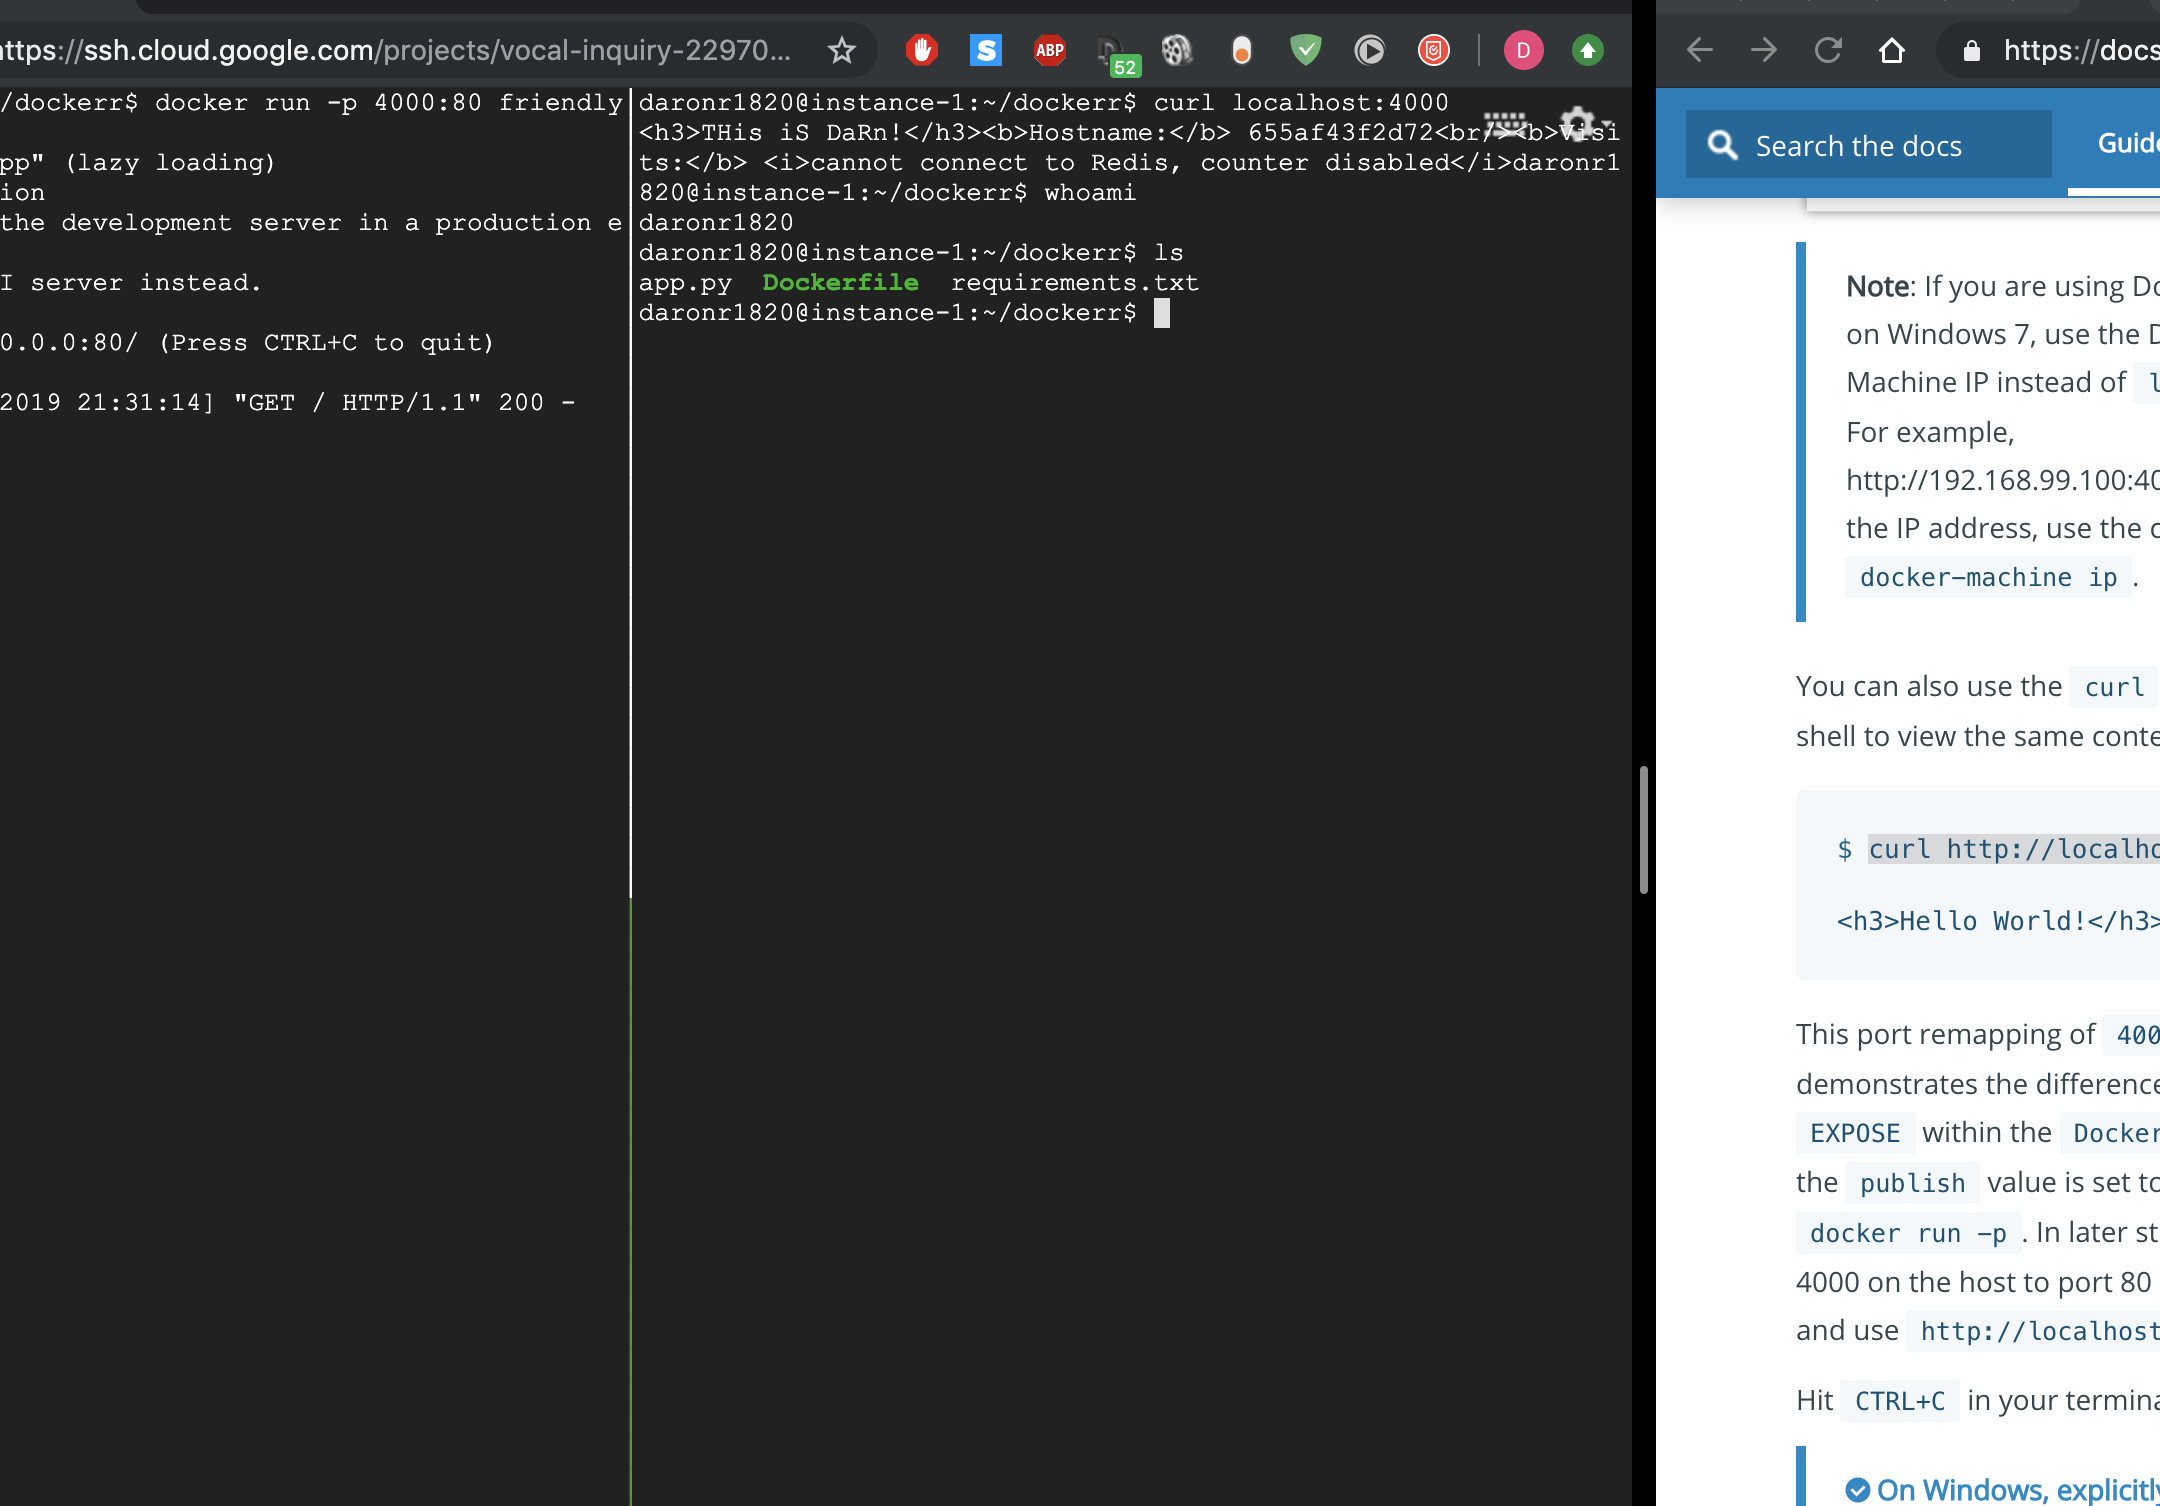 ttps://ssh.cloud.google.com/projects/vocal-inquiry-22970...
ABP
52
D
/dockerr$ docker run -p 4000:80 friendly
pp" (lazy loading)
ion
the development server in a production e
I server instead.
0.0.0:80/ (Press CTRL+C to quit)
2019 21:31:14] "GET / HTTP/1.1" 200 -
daronr1820@instance-1:~/dockerr$ curl localhost:4000
<h3>THis iS DaRn!</h3><b>Hostname:</b> 655af43f2d72<br/><b>Visi
ts:</b> <i>cannot connect to Redis, counter disabled</i>daronr1
820@instance-1:~/dockerr$ whoami
daronr1820
daronr1820@instance-1:~/dockerr$ ls
app.py  Dockerfile  requirements.txt
daronr1820@instance-1:~/dockerr$
https://docs
Search the docs
Guide
Note: If you are using Do
on Windows 7, use the D
Machine IP instead of l
For example,
http://192.168.99.100:40
the IP address, use the c
docker-machine ip .
You can also use the curl
shell to view the same conte
$ curl http://localho
<h3>Hello World!</h3>
This port remapping of 400
demonstrates the difference
EXPOSE within the Docker
the publish value is set to
docker run -p . In later st
4000 on the host to port 80
and use http://localhost
Hit CTRL+C in your termina
On Windows, explicitly